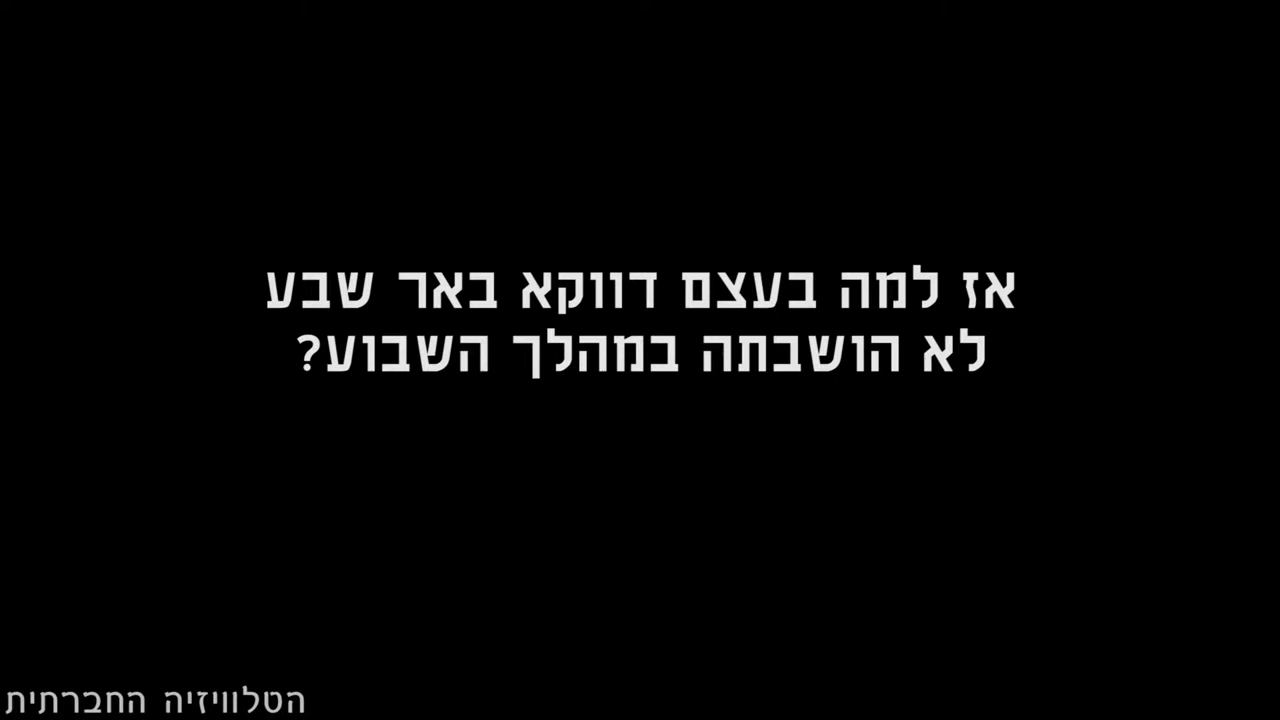 אז למה בעצם דווקא באר שבע
לא הושבתה במהלך השבוע?
הטלוויזיה החברתית